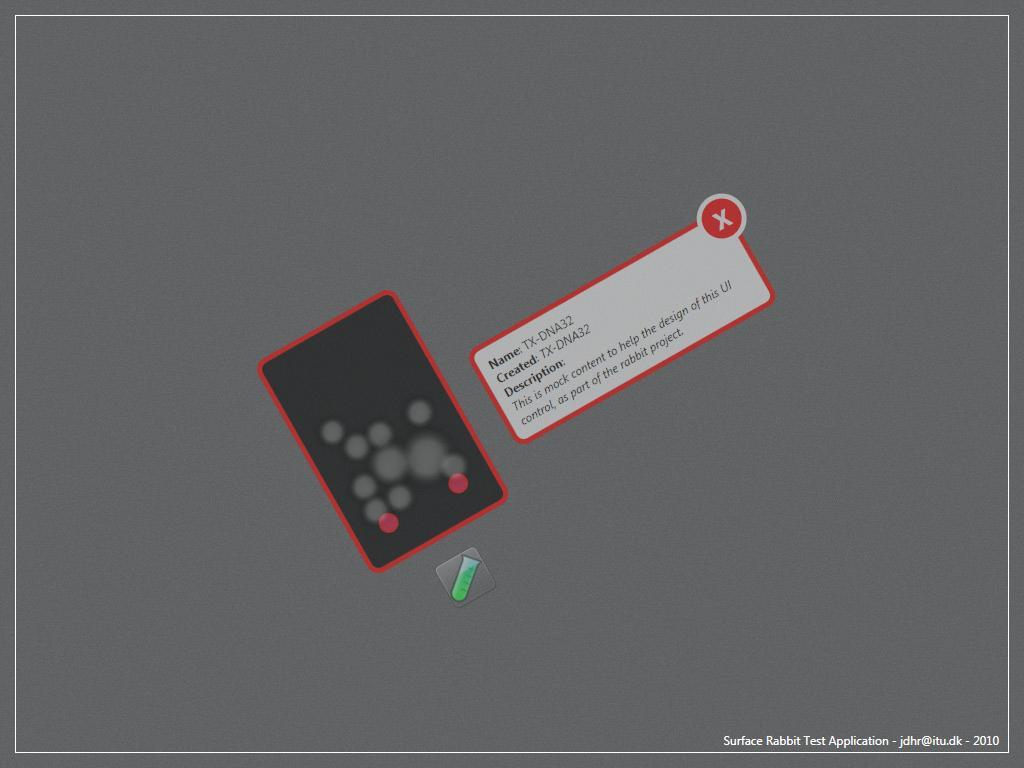 X
Name: TX-DNA32
Created: TX-DNA32
Description:
This is mock content to help the design of this UI
control, as part of the rabbit project.
Surface Rabbit Test Application - jdhr@itu.dk - 2010